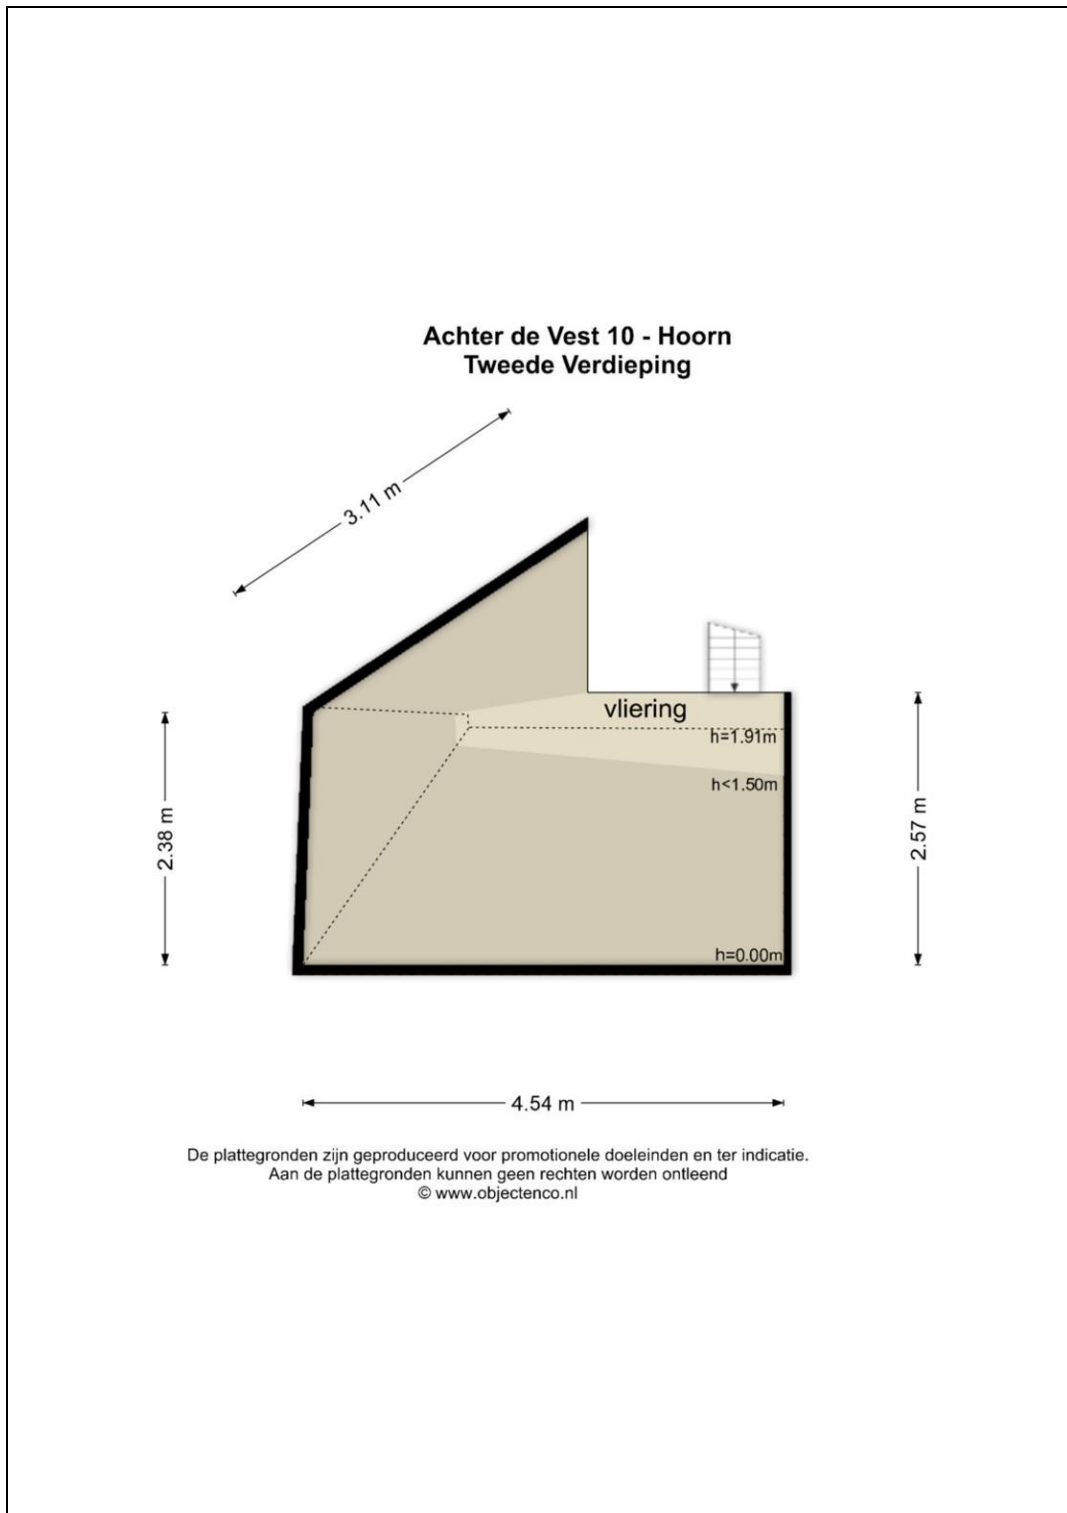 Achter de Vest 10 - Hoorn
Tweede Verdieping
3.11 m
vliering
h=1.91m
h<1.50m
2.38 m
2.57 m
h=0.00m
4.54 m
De plattegronden zijn geproduceerd voor promotionele doeleinden en ter indicatie.
Aan de plattegronden kunnen geen rechten worden ontleend
© www.objectenco.nl